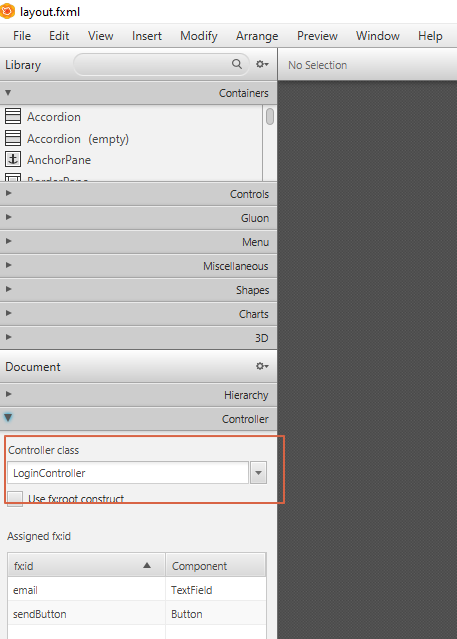 layout.fxml
File Edit View Insert Modify Arrange Preview Window Help
Library
No Selection
Containers
Accordion
Accordion (empty)
AnchorPane
BorderPane
Controls
Gluon
Menu
Miscellaneous
Shapes
Charts
3D
Document
Hierarchy
Controller
Controller class
LoginController
Use fx:root construct
Assigned fx:id
fx:id Component
email TextField
sendButton Button